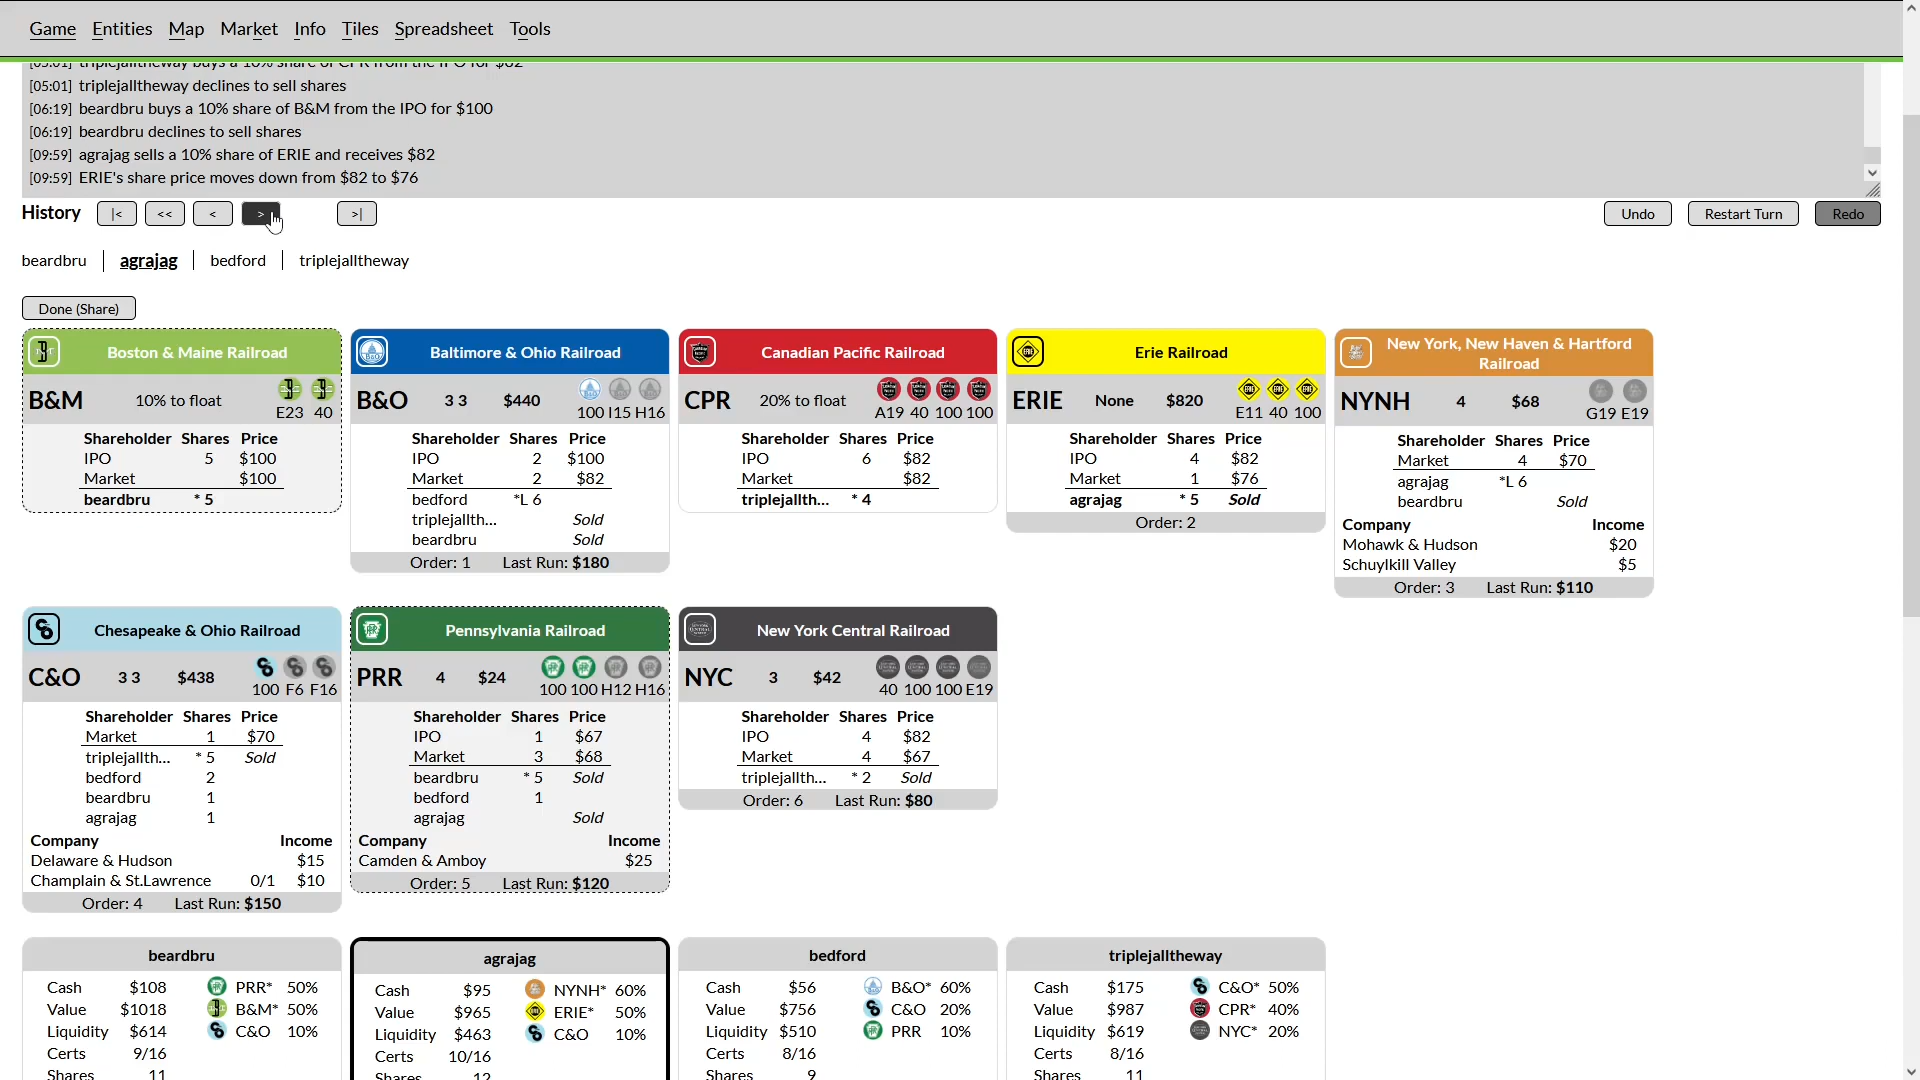 Game Entities Map Market Info Tiles Spreadsheet Tools
[05:01] triplejalltheway buys a 10% share of CPR from the IPO for $82
[05:01] triplejalltheway declines to sell shares
[06:19] beardbru buys a 10% share of B&M from the IPO for $100
[06:19] beardbru declines to sell shares
[09:59] agrajag sells a 10% share of ERIE and receives $82
[09:59] ERIE's share price moves down from $82 to $76
History |< << < > >| Undo Restart Turn Redo
beardbru agrajag bedford triplejalltheway
Done (Share)
Boston & Maine Railroad
B&M 10% to float E23 40
Shareholder Shares Price
IPO 5 $100
Market $100
beardbru * 5
Baltimore & Ohio Railroad
B&O 3 3 $440 100 I15 H16
Shareholder Shares Price
IPO 2 $100
Market 2 $82
bedford *L 6
triplejallth... Sold
beardbru Sold
Order: 1 Last Run: $180
Canadian Pacific Railroad
CPR 20% to float A19 40 100 100
Shareholder Shares Price
IPO 6 $82
Market $82
triplejallth... * 4
Erie Railroad
ERIE None $820 E11 40 100
Shareholder Shares Price
IPO 4 $82
Market 1 $76
agrajag * 5 Sold
Order: 2
New York, New Haven & Hartford
Railroad
NYNH 4 $68 G19 E19
Shareholder Shares Price
Market 4 $70
agrajag *L 6
beardbru Sold
Company Income
Mohawk & Hudson $20
Schuylkill Valley $5
Order: 3 Last Run: $110
Chesapeake & Ohio Railroad
C&O 3 3 $438 100 F6 F16
Shareholder Shares Price
Market 1 $70
triplejallth... * 5 Sold
bedford 2
beardbru 1
agrajag 1
Company Income
Delaware & Hudson $15
Champlain & St.Lawrence 0/1 $10
Order: 4 Last Run: $150
Pennsylvania Railroad
PRR 4 $24 100 100 H12 H16
Shareholder Shares Price
IPO 1 $67
Market 3 $68
beardbru * 5 Sold
bedford 1
agrajag Sold
Company Income
Camden & Amboy $25
Order: 5 Last Run: $120
New York Central Railroad
NYC 3 $42 40 100 100 E19
Shareholder Shares Price
IPO 4 $82
Market 4 $67
triplejallth... * 2 Sold
Order: 6 Last Run: $80
beardbru
Cash $108 PRR* 50%
Value $1018 B&M* 50%
Liquidity $614 C&O 10%
Certs 9/16
Shares 11
agrajag
Cash $95 NYNH* 60%
Value $965 ERIE* 50%
Liquidity $463 C&O 10%
Certs 10/16
Shares 12
bedford
Cash $56 B&O* 60%
Value $756 C&O 20%
Liquidity $510 PRR 10%
Certs 8/16
Shares 9
triplejalltheway
Cash $175 C&O* 50%
Value $987 CPR* 40%
Liquidity $619 NYC* 20%
Certs 8/16
Shares 11